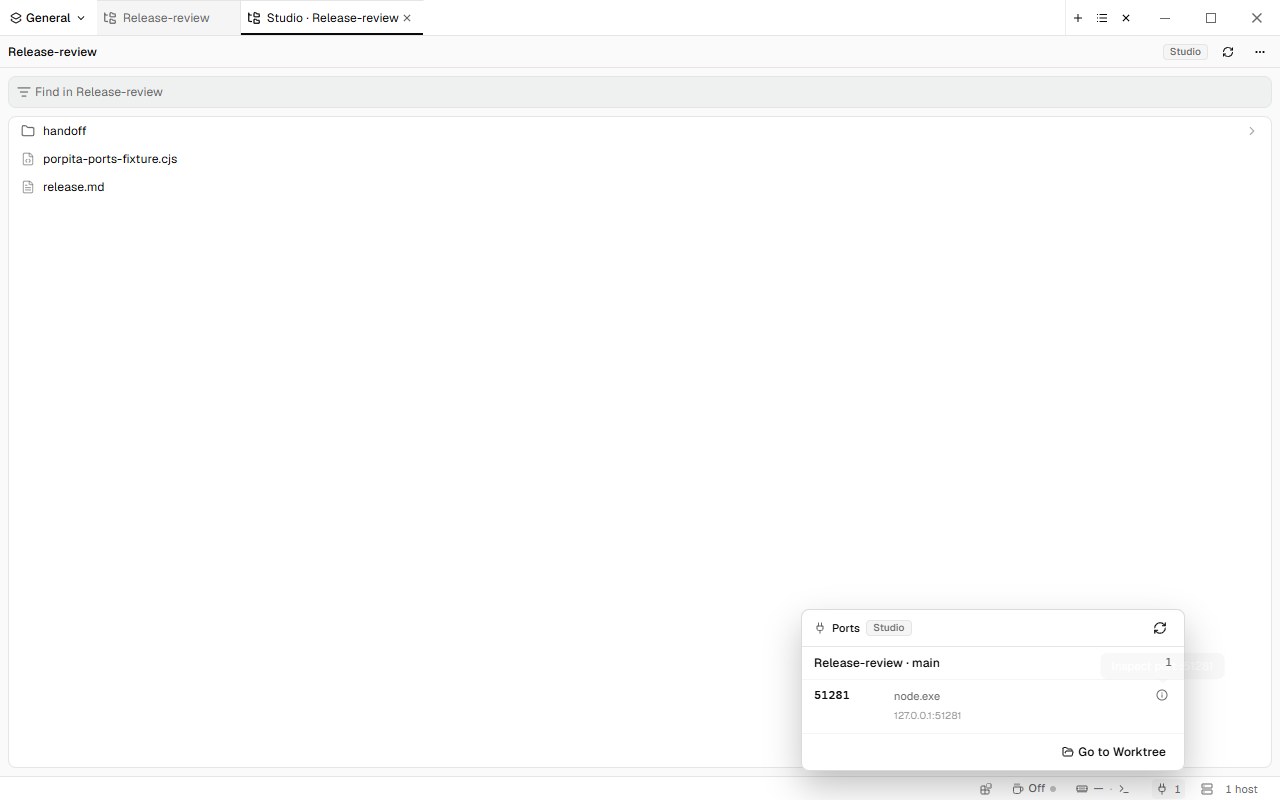 General
Release-review
Studio · Release-review
Release-review
Studio
Find in Release-review
handoff
porpita-ports-fixture.cjs
release.md
Ports
Studio
Release-review · main
1
51281
node.exe
127.0.0.1:51281
Go to Worktree
Off
—
·
1
1 host